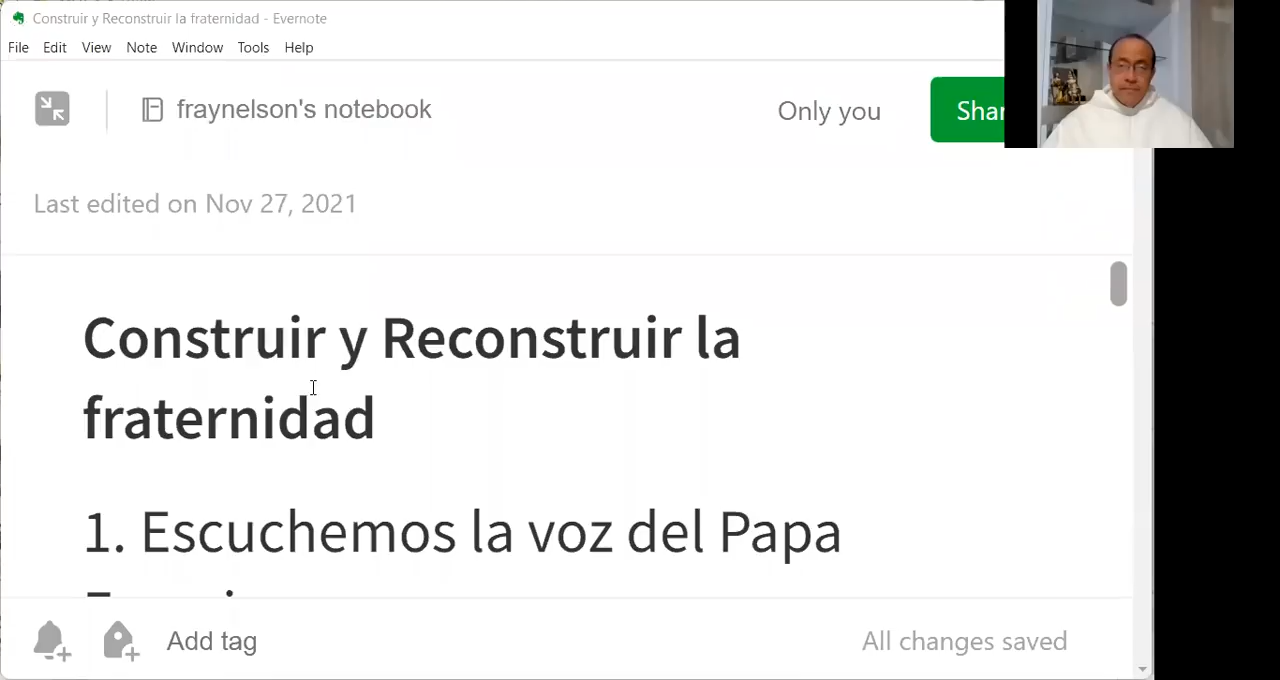 Construir y Reconstruir la fraternidad - Evernote
File Edit View Note Window Tools Help
fraynelson's notebook
Only you
Shar
Last edited on Nov 27, 2021
Construir y Reconstruir la
fraternidad
1. Escuchemos la voz del Papa
Add tag
All changes saved